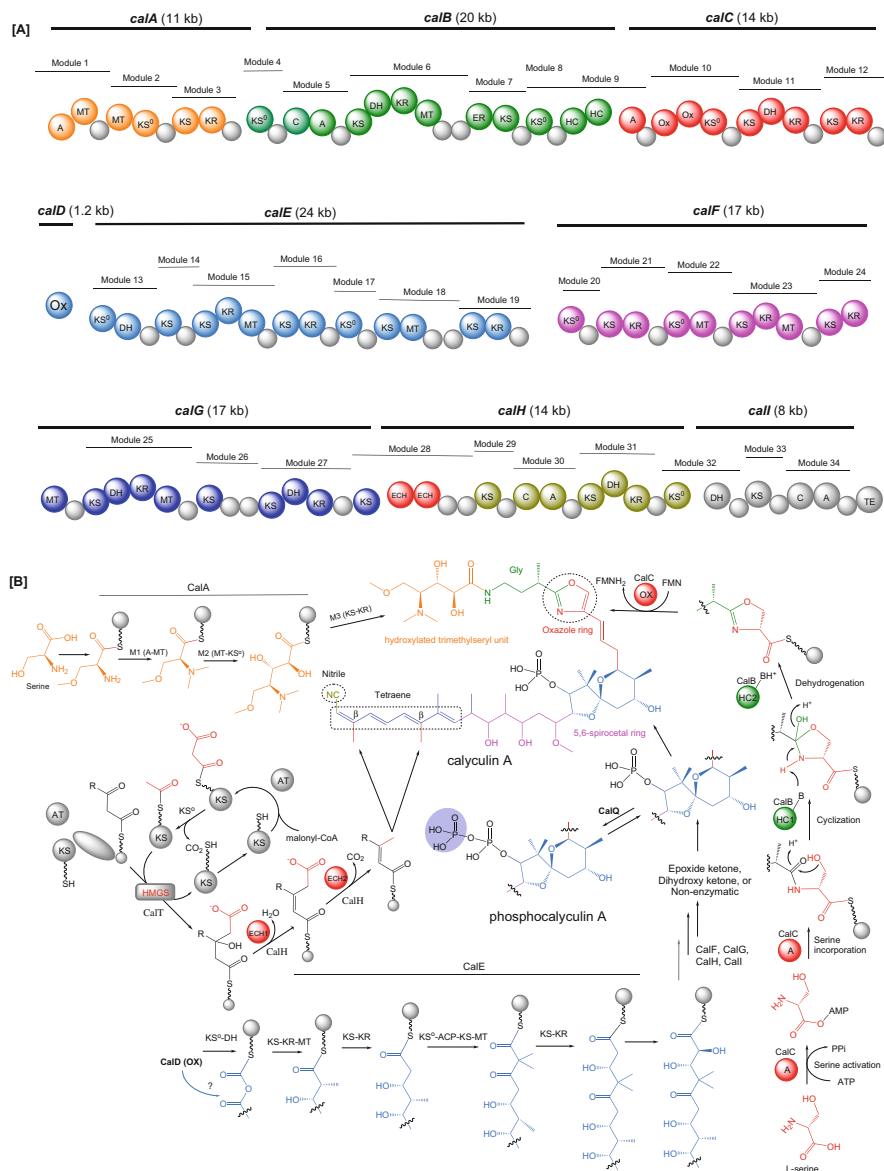 [A]
calA (11 kb)
calB (20 kb)
calC (14 kb)
Module 1
Module 2
Module 3
Module 4
Module 5
Module 6
Module 7
Module 8
Module 9
Module 10
Module 11
Module 12
A MT MT KS⁰ KS KR
KS⁰ C A KS DH KR MT ER KS KS⁰ HC HC
A Ox Ox KS⁰ KS DH KR KS KR
calD (1.2 kb)
calE (24 kb)
calF (17 kb)
Module 13
Module 14
Module 15
Module 16
Module 17
Module 18
Module 19
Module 20
Module 21
Module 22
Module 23
Module 24
Ox
KS⁰ DH KS KS KR MT KS KR KS⁰ KS MT KS KR
KS⁰ KS KR KS⁰ MT KS KR MT KS KR
calG (17 kb)
calH (14 kb)
calI (8 kb)
Module 25
Module 26
Module 27
Module 28
Module 29
Module 30
Module 31
Module 32
Module 33
Module 34
MT KS DH KR MT KS KS DH KR KS
ECH ECH KS C A KS DH KR KS⁰
DH KS C A TE
[B]
CalA
Serine
M1 (A-MT)
M2 (MT-KS⁰)
M3 (KS-KR)
hydroxylated trimethylseryl unit
Gly
Oxazole ring
FMNH₂
CalC
OX
FMN
Nitrile
NC
Tetraene
β
β
5,6-spirocetal ring
calyculin A
CalB
HC2
BH⁺
Dehydrogenation
H⁺
CalB
HC1
B
Cyclization
H⁺
AT
KS
SH
KS⁰
KS
CO₂
SH
KS
KS
SH
KS
AT
malonyl-CoA
HMGS
CalT
ECH1
H₂O
CalH
ECH2
CO₂
CalH
CalQ
phosphocalyculin A
Epoxide ketone,
Dihydroxy ketone, or
Non-enzymatic
CalF, CalG,
CalH, CalI
CalC
A
Serine
incorporation
AMP
CalC
A
PPi
Serine activation
ATP
L-serine
CalE
CalD (OX)
?
KS⁰-DH
KS-KR-MT
KS-KR
KS⁰-ACP-KS-MT
KS-KR